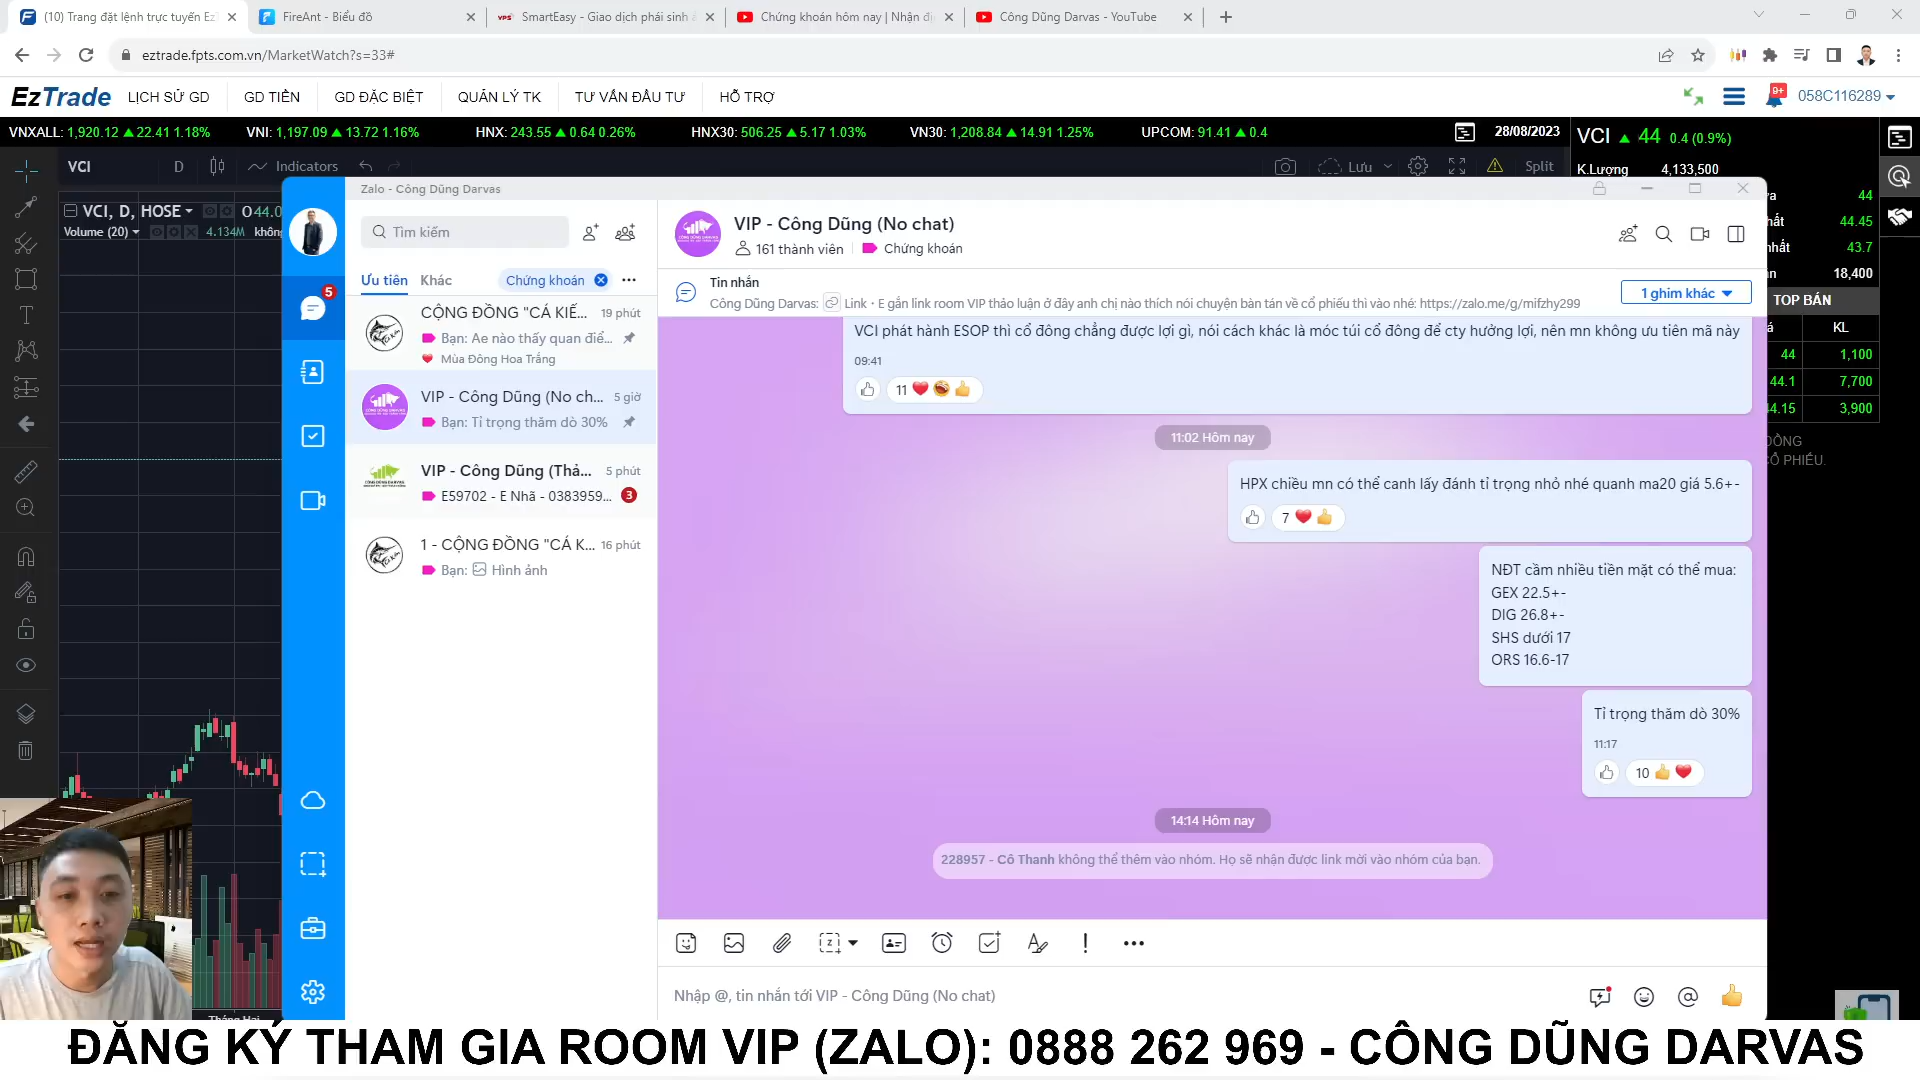 (10) Trang đặt lệnh trực tuyến Ez
FireAnt - Biểu đồ
VPS SmartEasy - Giao dịch phái sinh
Chứng khoán hôm nay | Nhận đị
Công Dũng Darvas - YouTube
eztrade.fpts.com.vn/MarketWatch?s=33#
EzTrade LỊCH SỬ GD GD TIỀN GD ĐẶC BIỆT QUẢN LÝ TK TƯ VẤN ĐẦU TƯ HỖ TRỢ 9+ 058C116289
VNXALL: 1,920.12 ▲ 22.41 1.18% VNI: 1,197.09 ▲ 13.72 1.16% HNX: 243.55 ▲ 0.64 0.26% HNX30: 506.25 ▲ 5.17 1.03% VN30: 1,208.84 ▲ 14.91 1.25% UPCOM: 91.41 ▲ 0.4 28/08/2023
VCI ▲ 44 0.4 (0.9%)
VCI D Indicators Lưu Split
K.Lượng 4,133,500
44
44.45
43.7
18,400
TOP BÁN
KL
44 1,100
44.1 7,700
44.15 3,900
VCI, D, HOSE O44.0
Volume (20) 4.134M không
Zalo - Công Dũng Darvas
5
Tìm kiếm
Ưu tiên Khác Chứng khoán
CỘNG ĐỒNG "CÁ KIẾ... 19 phút
Bạn: Ae nào thấy quan điể...
Mùa Đông Hoa Trắng
VIP - Công Dũng (No ch... 5 giờ
Bạn: Tỉ trọng thăm dò 30%
VIP - Công Dũng (Thả... 5 phút
E59702 - E Nhã - 0383959... 3
1 - CỘNG ĐỒNG "CÁ K... 16 phút
Bạn: Hình ảnh
VIP - Công Dũng (No chat)
161 thành viên Chứng khoán
Tin nhắn
Công Dũng Darvas: Link · E gắn link room VIP thảo luận ở đây anh chị nào thích nói chuyện bàn tán về cổ phiếu thì vào nhé: https://zalo.me/g/mifzhy299
1 ghim khác
VCI phát hành ESOP thì cổ đông chẳng được lợi gì, nói cách khác là móc túi cổ đông để cty hưởng lợi, nên mn không ưu tiên mã này
09:41
11
11:02 Hôm nay
HPX chiều mn có thể canh lấy đánh tỉ trọng nhỏ nhé quanh ma20 giá 5.6+-
7
NĐT cầm nhiều tiền mặt có thể mua:
GEX 22.5+-
DIG 26.8+-
SHS dưới 17
ORS 16.6-17
Tỉ trọng thăm dò 30%
11:17
10
14:14 Hôm nay
228957 - Cô Thanh không thể thêm vào nhóm. Họ sẽ nhận được link mời vào nhóm của bạn.
Nhập @, tin nhắn tới VIP - Công Dũng (No chat)
Tháng Hai
ĐĂNG KÝ THAM GIA ROOM VIP (ZALO): 0888 262 969 - CÔNG DŨNG DARVAS